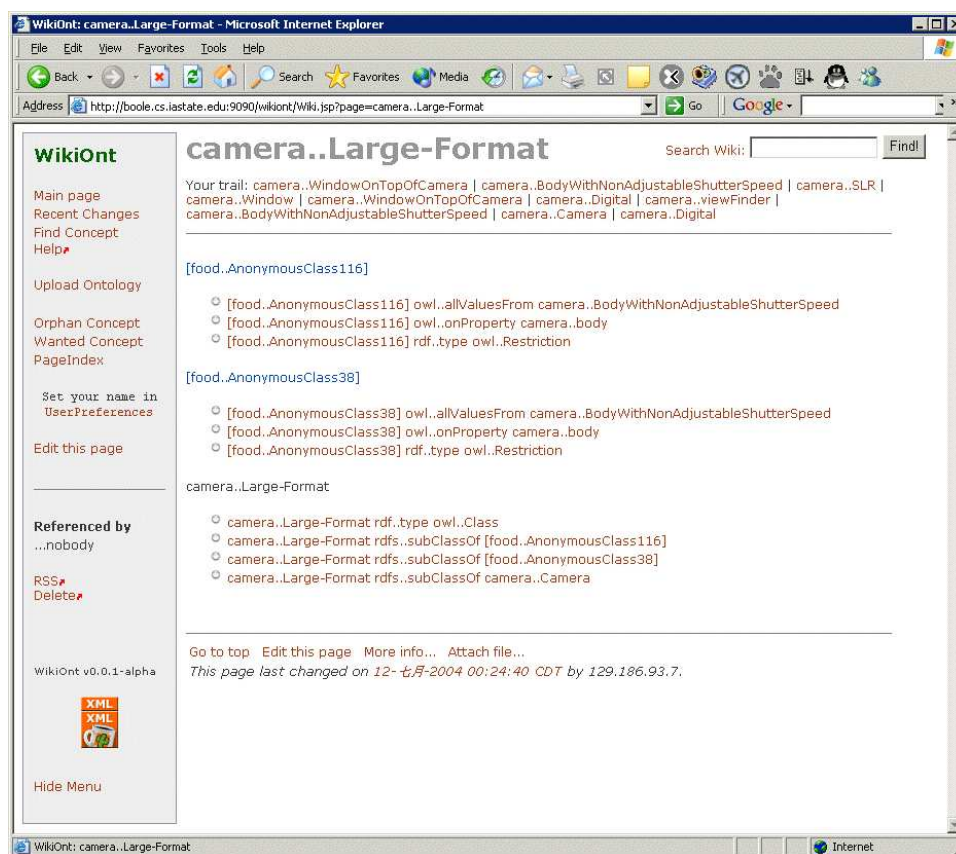 WikiOnt: camera..Large-Format - Microsoft Internet Explorer
File Edit View Favorites Tools Help
Back Search Favorites Media
Address http://boole.cs.iastate.edu:9090/wikiont/Wiki.jsp?page=camera..Large-Format Go Google
WikiOnt
Main page
Recent Changes
Find Concept
Help
Upload Ontology
Orphan Concept
Wanted Concept
PageIndex
Set your name in
UserPreferences
Edit this page
Referenced by
...nobody
RSS
Delete
WikiOnt v0.0.1-alpha
XML
XML
Hide Menu
camera..Large-Format
Search Wiki: Find!
Your trail: camera..WindowOnTopOfCamera | camera..BodyWithNonAdjustableShutterSpeed | camera..SLR |
camera..Window | camera..WindowOnTopOfCamera | camera..Digital | camera..viewFinder |
camera..BodyWithNonAdjustableShutterSpeed | camera..Camera | camera..Digital
[food..AnonymousClass116]
[food..AnonymousClass116] owl..allValuesFrom camera..BodyWithNonAdjustableShutterSpeed
[food..AnonymousClass116] owl..onProperty camera..body
[food..AnonymousClass116] rdf..type owl..Restriction
[food..AnonymousClass38]
[food..AnonymousClass38] owl..allValuesFrom camera..BodyWithNonAdjustableShutterSpeed
[food..AnonymousClass38] owl..onProperty camera..body
[food..AnonymousClass38] rdf..type owl..Restriction
camera..Large-Format
camera..Large-Format rdf..type owl..Class
camera..Large-Format rdfs..subClassOf [food..AnonymousClass116]
camera..Large-Format rdfs..subClassOf [food..AnonymousClass38]
camera..Large-Format rdfs..subClassOf camera..Camera
Go to top Edit this page More info... Attach file...
This page last changed on 12-七月-2004 00:24:40 CDT by 129.186.93.7.
WikiOnt: camera..Large-Format Internet